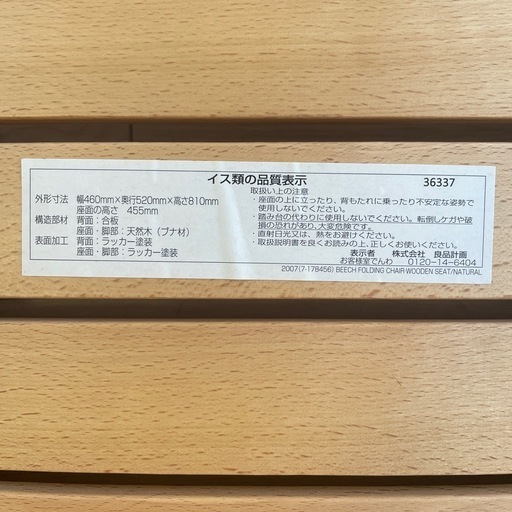 イス類の品質表示
36337
外形寸法 幅460mm×奥行520mm×高さ810mm
座面の高さ 455mm
構造部材 背面：合板
座面・脚部：天然木（ブナ材）
表面加工 背面：ラッカー塗装
座面・脚部：ラッカー塗装
取扱い上の注意
・座面の上に立ったり、背もたれに乗ったり不安定な姿勢で
使用しないでください。
・踏み台の代わりに使用しないでください。転倒しケガや破
損の恐れがあり、大変危険です。
・直射日光又は、熱をお避けください。
・取扱説明書を良くお読みの上、正しくお使いください。
表示者 株式会社 良品計画
お客様室でんわ 0120-14-6404
2007(7-178456) BEECH FOLDING CHAIR-WOODEN SEAT/NATURAL